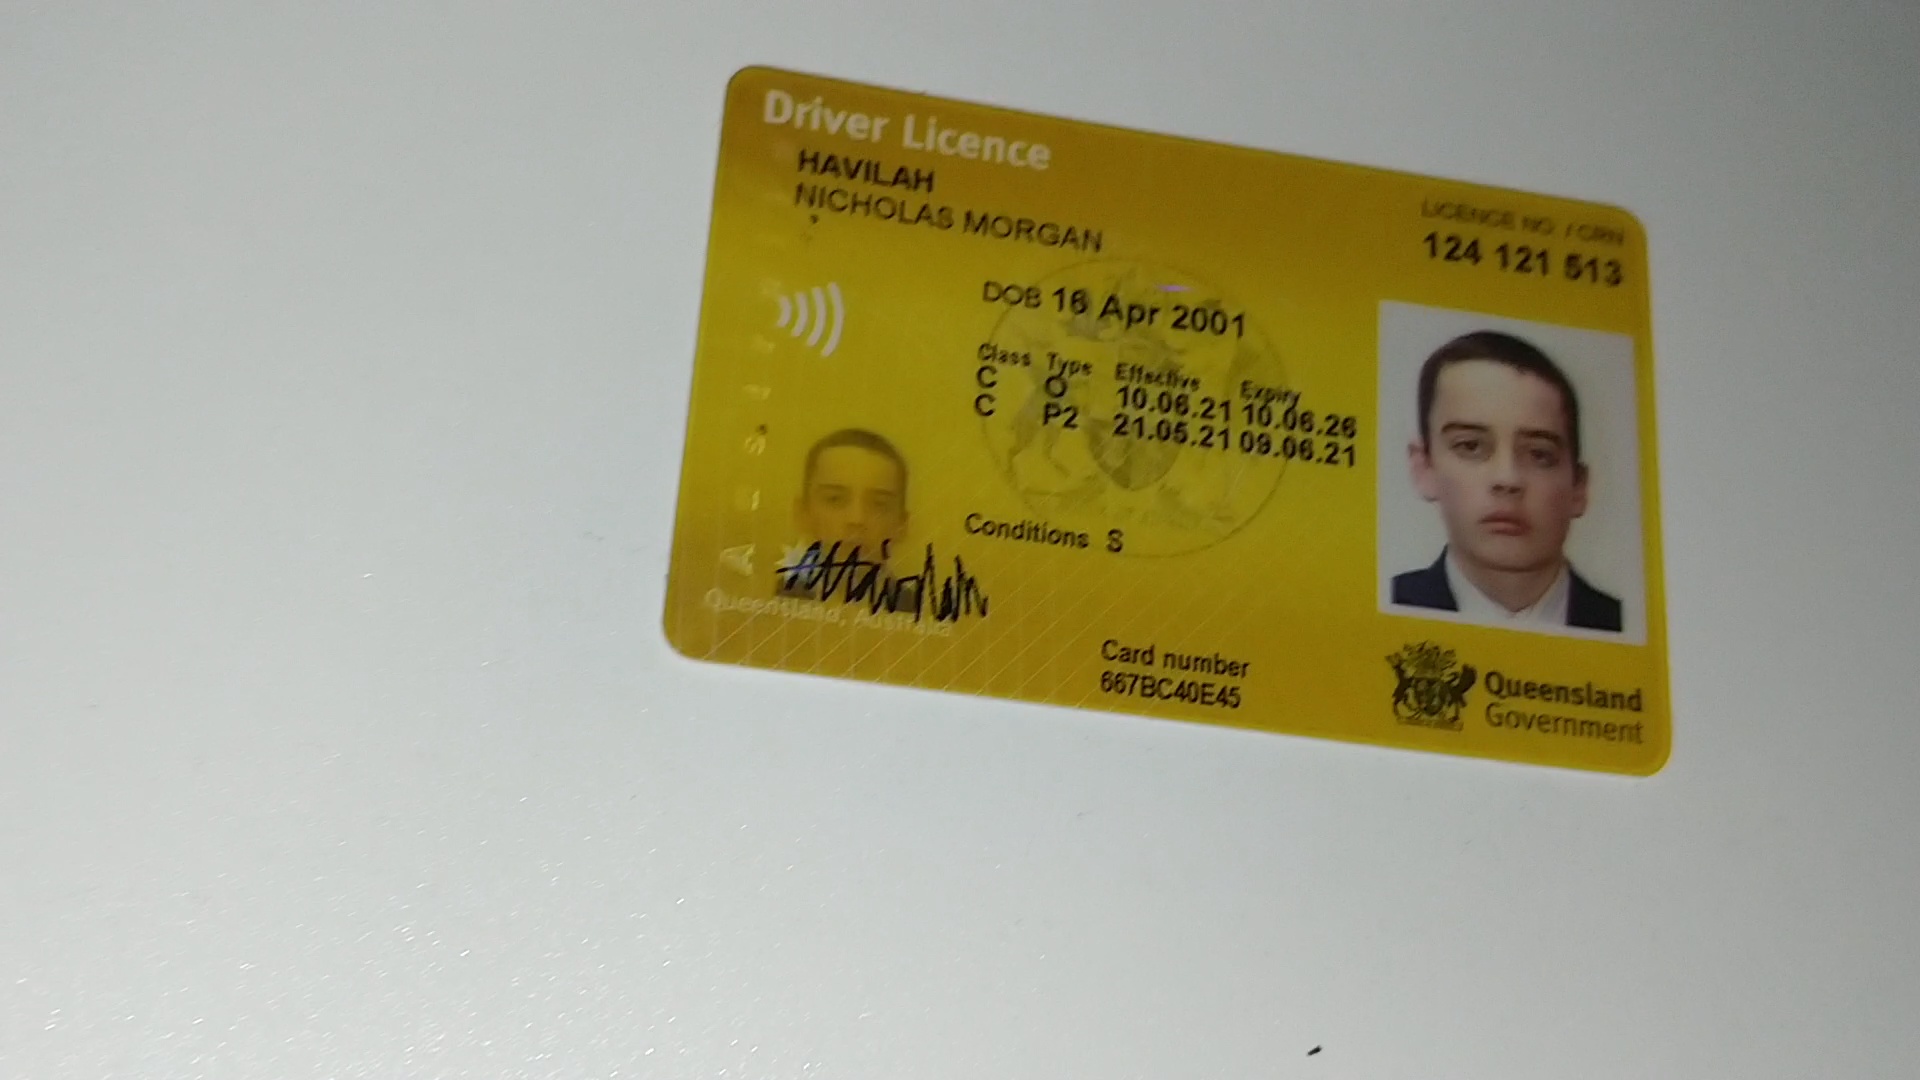 Driver Licence
HAVILAH
NICHOLAS MORGAN
LICENCE NO. / CRN
124 121 513
DOB 16 Apr 2001
Class Type Effective Expiry
C O 10.06.21 10.06.26
C P2 21.05.21 09.06.21
Conditions S
Queensland, Australia
Card number
667BC40E45
Queensland
Government